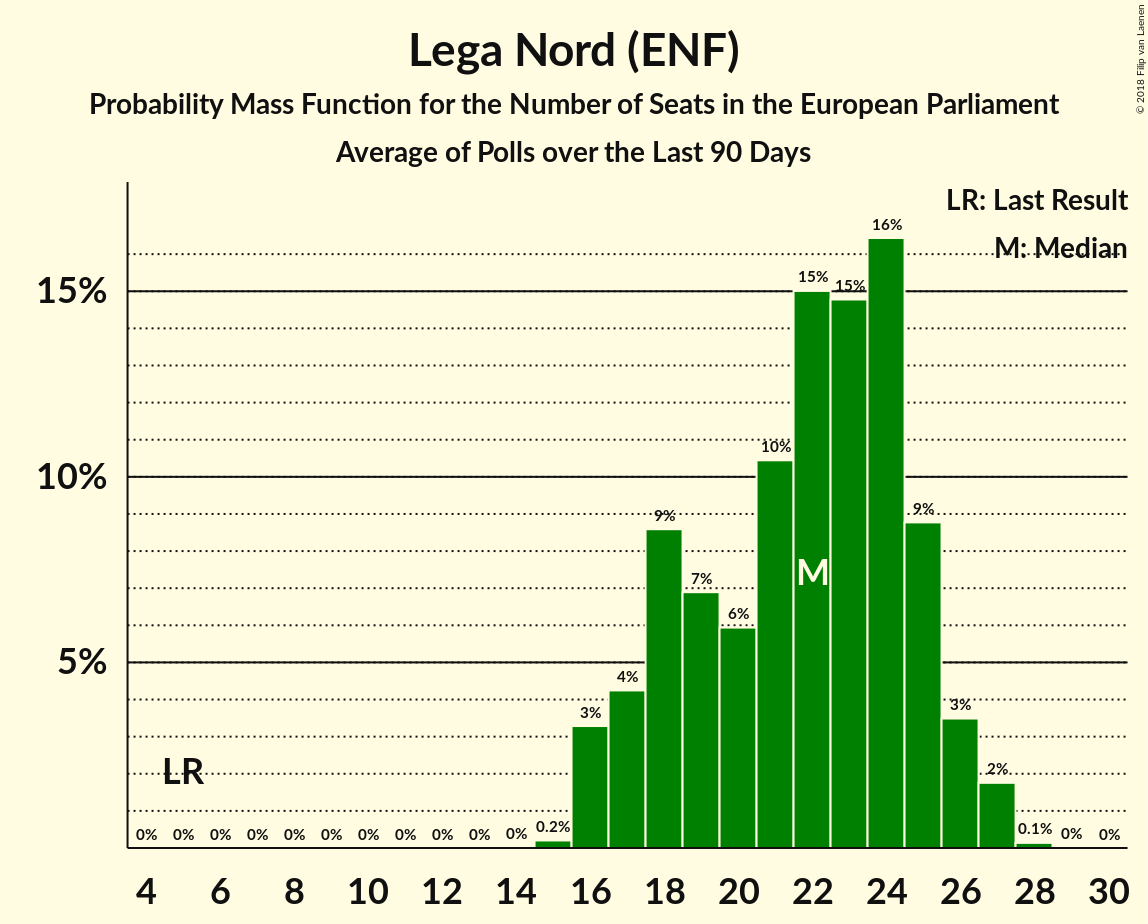 Lega Nord (ENF)
Probability Mass Function for the Number of Seats in the European Parliament
Average of Polls over the Last 90 Days
© 2018 Filip van Laenen
LR: Last Result
M: Median
15%
10%
5%
0% 0% 0% 0% 0% 0% 0% 0% 0% 0% 0% 0.2% 3% 4% 9% 7% 6% 10% 15% 15% 16% 9% 3% 2% 0.1% 0% 0%
LR
M
4 6 8 10 12 14 16 18 20 22 24 26 28 30